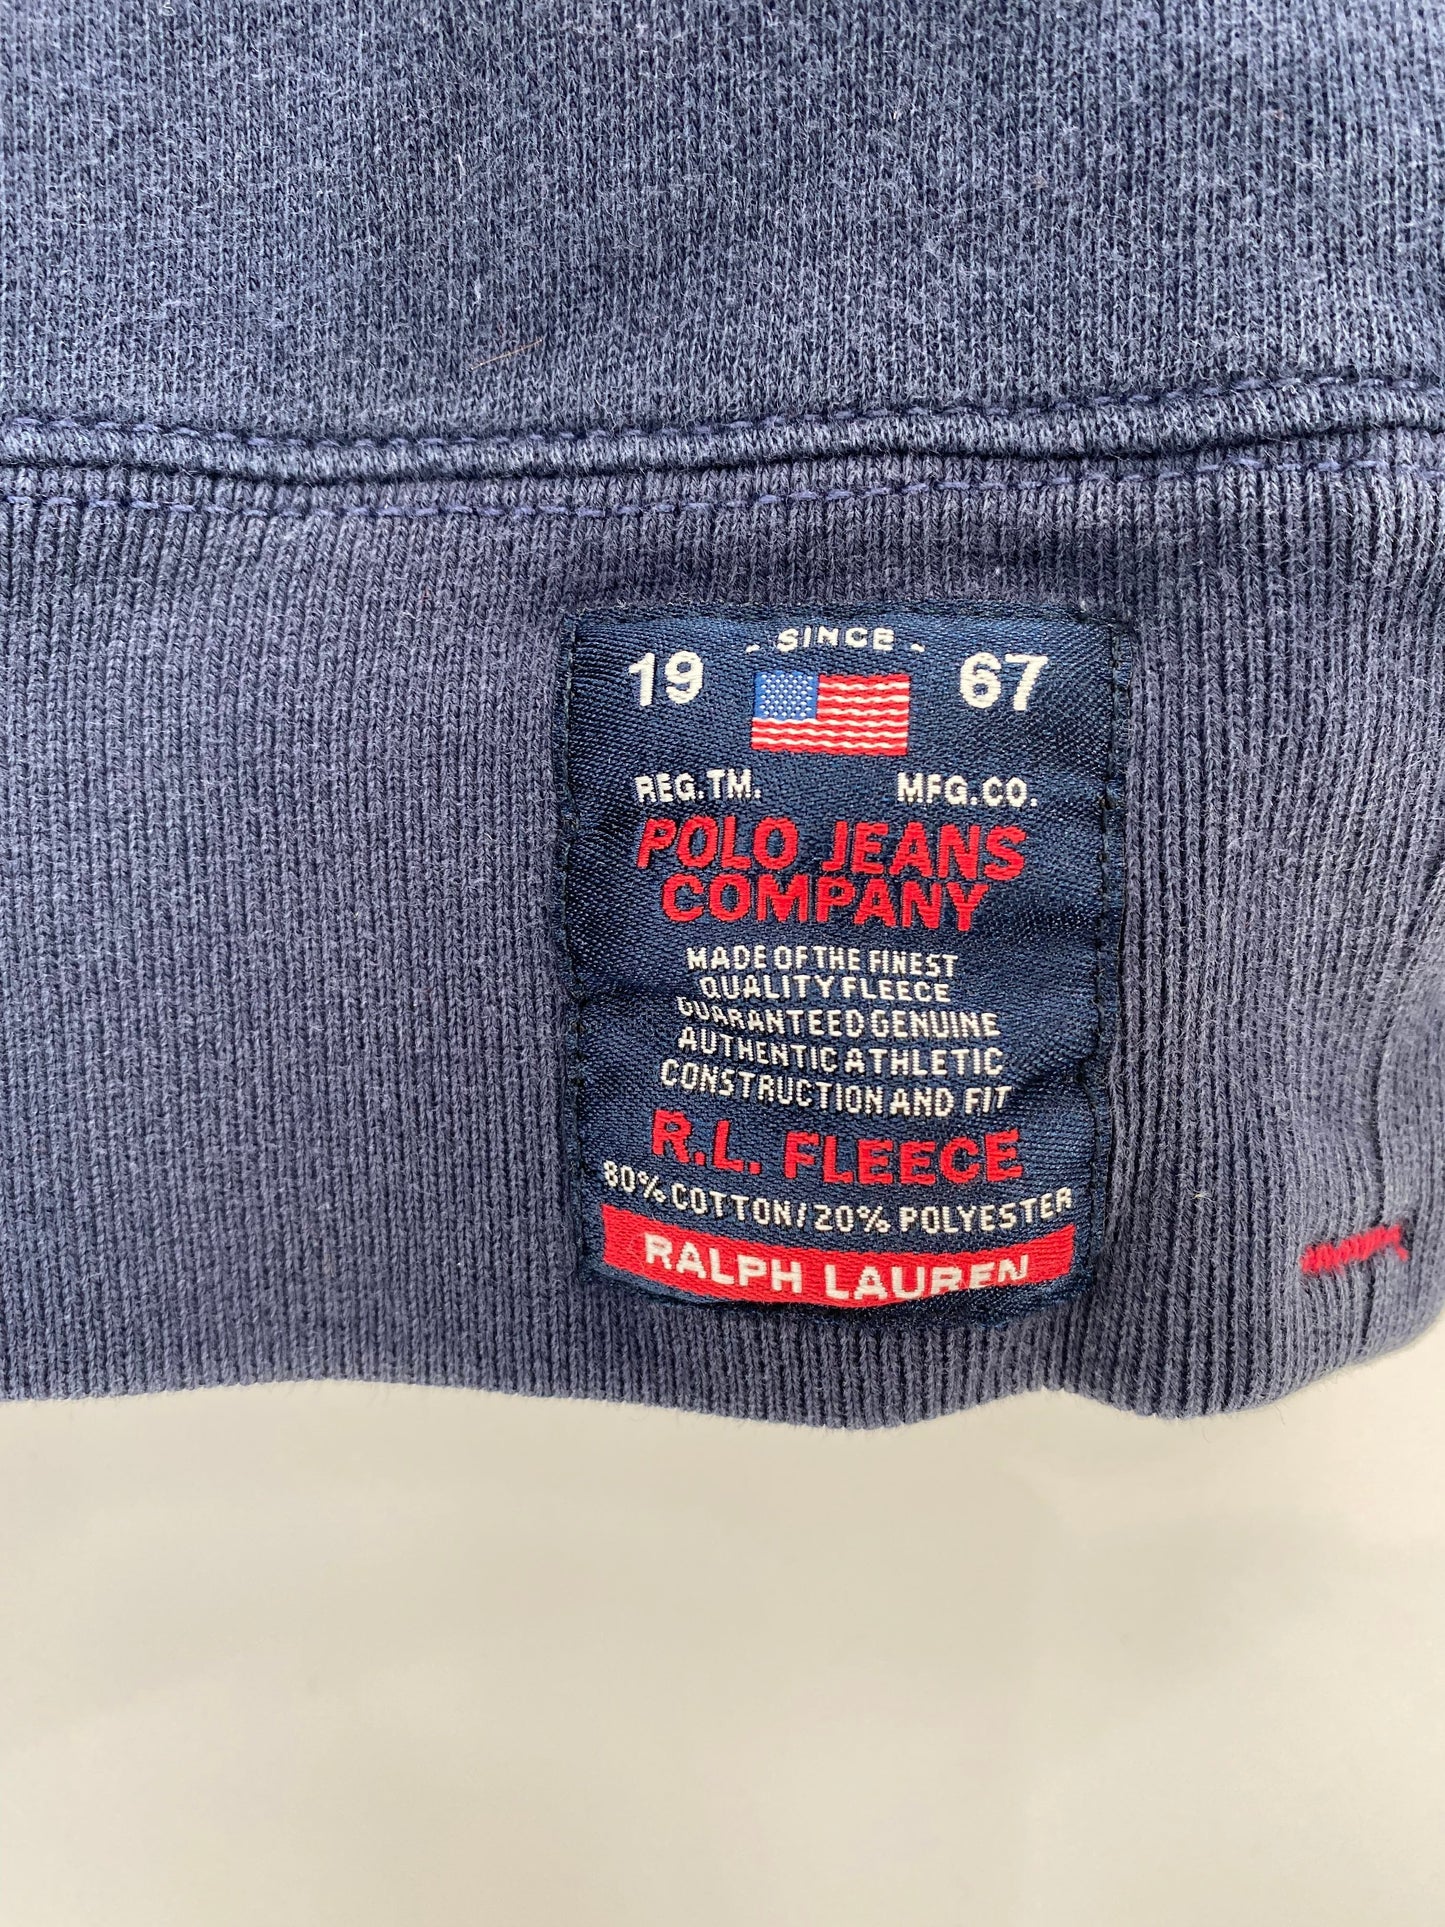 - SINCE -
19 67
REG.TM. MFG.CO.
POLO JEANS
COMPANY
MADE OF THE FINEST
QUALITY FLEECE
GUARANTEED GENUINE
AUTHENTIC ATHLETIC
CONSTRUCTION AND FIT
R.L. FLEECE
80% COTTON/20% POLYESTER
RALPH LAUREN